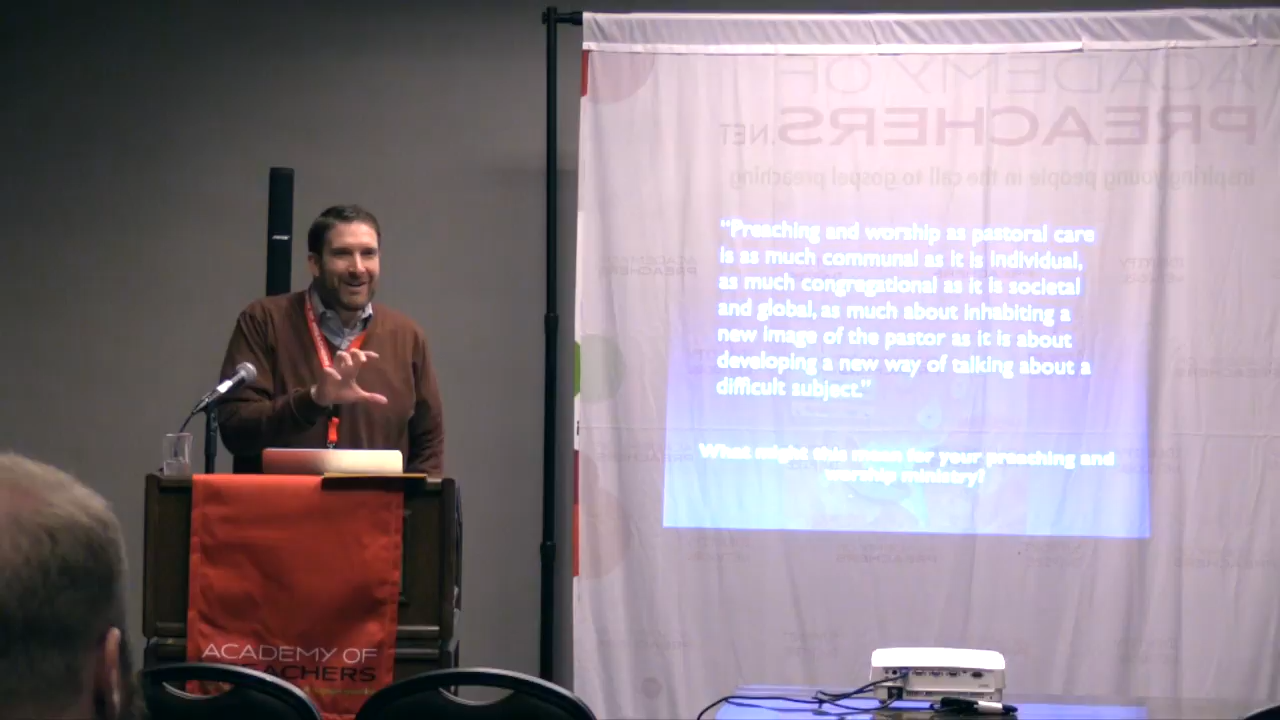 ACADEMY OF
PREACHERS.NET
inspiring young people in the call to gospel preaching
"Preaching and worship as pastoral care
is as much communal as it is individual,
as much congregational as it is societal
and global, as much about inhabiting a
new image of the pastor as it is about
developing a new way of talking about a
difficult subject."
What might this mean for your preaching and
worship ministry?
BOSE
ACADEMY OF
PREACHERS